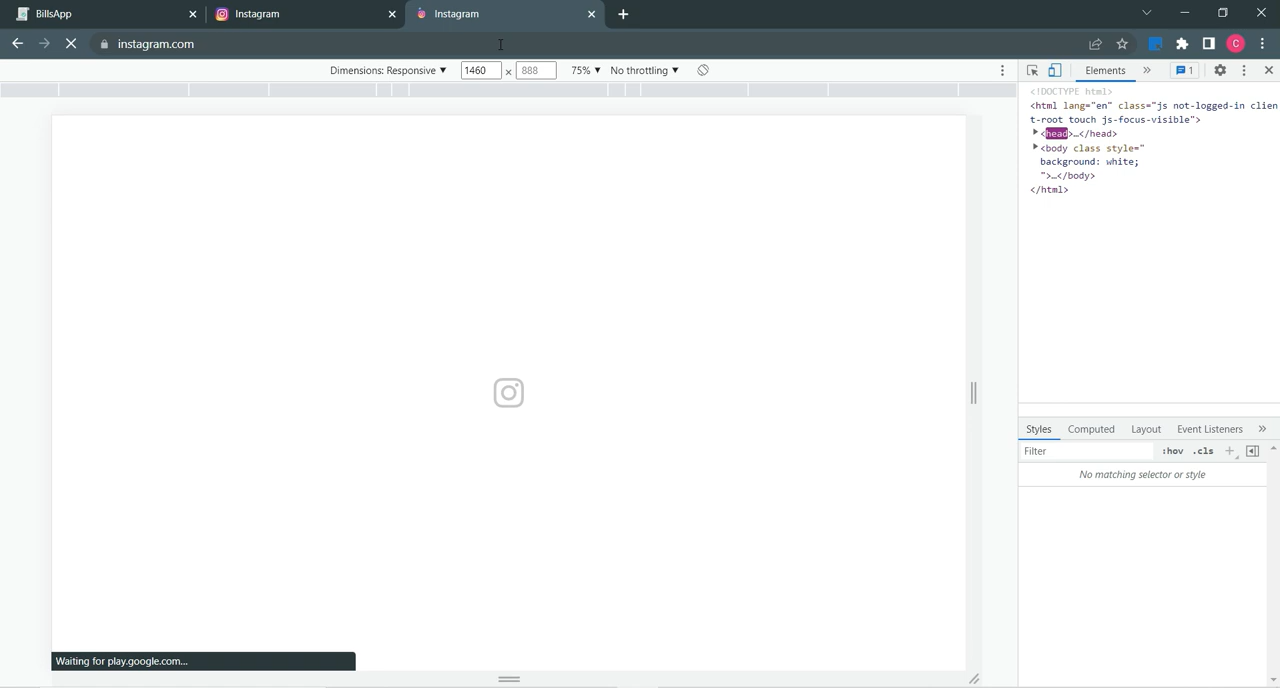 BillsApp
Instagram
Instagram
instagram.com
C
Dimensions: Responsive
1460 x 888
75%
No throttling
Elements
1
<!DOCTYPE html>
<html lang="en" class="js not-logged-in clien
t-root touch js-focus-visible">
<head>…</head>
<body class style="
background: white;
">…</body>
</html>
Styles
Computed
Layout
Event Listeners
Filter
:hov
.cls
No matching selector or style
Waiting for play.google.com...